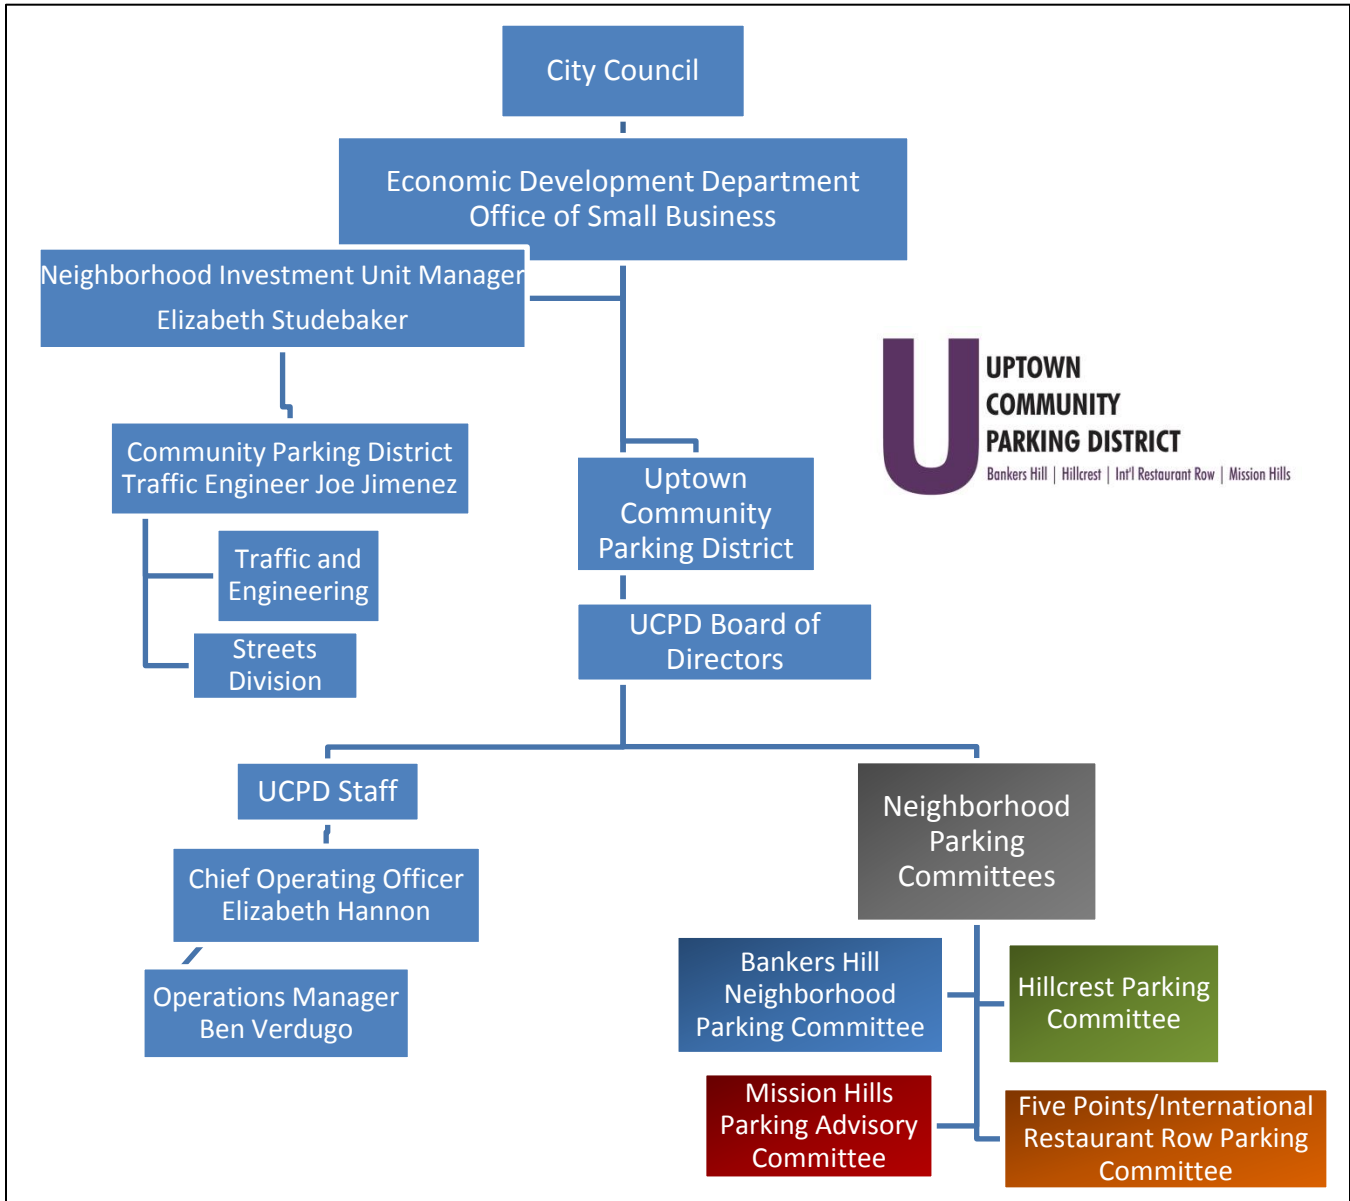 City Council
Economic Development Department
Office of Small Business
Neighborhood Investment Unit Manager
Elizabeth Studebaker
UPTOWN
COMMUNITY
PARKING DISTRICT
Bankers Hill | Hillcrest | Int'l Restaurant Row | Mission Hills
Community Parking District
Traffic Engineer Joe Jimenez
Uptown
Community
Parking District
Traffic and
Engineering
UCPD Board of
Directors
Streets
Division
UCPD Staff
Neighborhood
Parking
Committees
Chief Operating Officer
Elizabeth Hannon
Operations Manager
Ben Verdugo
Bankers Hill
Neighborhood
Parking Committee
Hillcrest Parking
Committee
Mission Hills
Parking Advisory
Committee
Five Points/International
Restaurant Row Parking
Committee
U